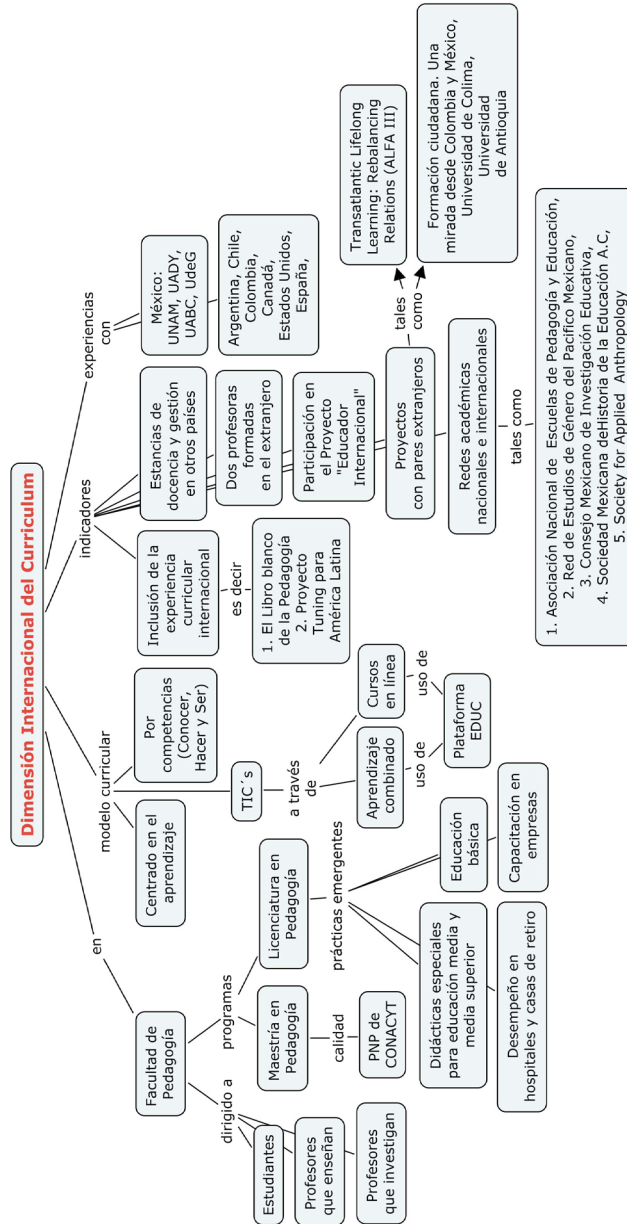 Dimensión Internacional del Curriculum
en
modelo curricular
indicadores
experiencias
con
Facultad de
Pedagogía
dirigido a
Estudiantes
Profesores
que enseñan
Profesores
que investigan
programas
Maestría en
Pedagogía
calidad
PNP de
CONACYT
Licenciatura en
Pedagogía
prácticas emergentes
Didácticas especiales
para educación media y
media superior
Desempeño en
hospitales y casas de retiro
Educación
básica
Capacitación en
empresas
Centrado en el
aprendizaje
Por
competencias
(Conocer,
Hacer y Ser)
TIC´s
a través
de
Aprendizaje
combinado
Cursos
en línea
uso de
uso de
Plataforma
EDUC
Inclusión de la
experiencia
curricular
internacional
es decir
1. El Libro blanco
de la Pedagogía
2. Proyecto
Tuning para
América Latina
Estancias de
docencia y gestión
en otros países
Dos profesoras
formadas
en el extranjero
Participación en
el Proyecto
"Educador
Internacional"
Proyectos
con pares extranjeros
tales
como
Transatlantic Lifelong
Learning: Rebalancing
Relations (ALFA III)
Formación ciudadana. Una
mirada desde Colombia y México,
Universidad de Colima,
Universidad
de Antioquia
Redes académicas
nacionales e internacionales
tales como
1. Asociación Nacional de Escuelas de Pedagogía y Educación,
2. Red de Estudios de Género del Pacífico Mexicano,
3. Consejo Mexicano de Investigación Educativa,
4. Sociedad Mexicana deHistoria de la Educación A.C,
5. Society for Applied Anthropology
México:
UNAM, UADY,
UABC, UdeG
Argentina, Chile,
Colombia,
Canadá,
Estados Unidos,
España,